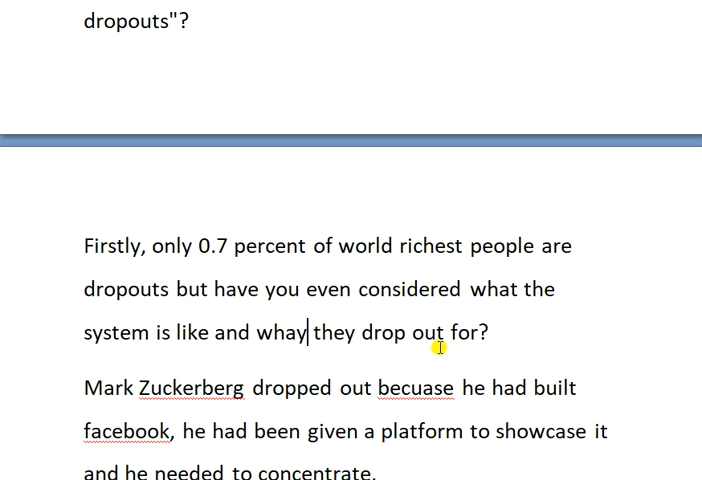 dropouts"?
Firstly, only 0.7 percent of world richest people are
dropouts but have you even considered what the
system is like and whay they drop out for?
Mark Zuckerberg dropped out becuase he had built
facebook, he had been given a platform to showcase it
and he needed to concentrate.